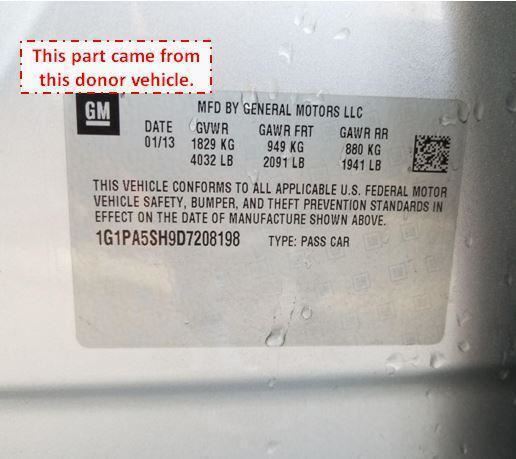 This part came from
this donor vehicle.
GM
MFD BY GENERAL MOTORS LLC
DATE GVWR GAWR FRT GAWR RR
01/13 1829 KG 949 KG 880 KG
4032 LB 2091 LB 1941 LB
THIS VEHICLE CONFORMS TO ALL APPLICABLE U.S. FEDERAL MOTOR
VEHICLE SAFETY, BUMPER, AND THEFT PREVENTION STANDARDS IN
EFFECT ON THE DATE OF MANUFACTURE SHOWN ABOVE.
1G1PA5SH9D7208198 TYPE: PASS CAR